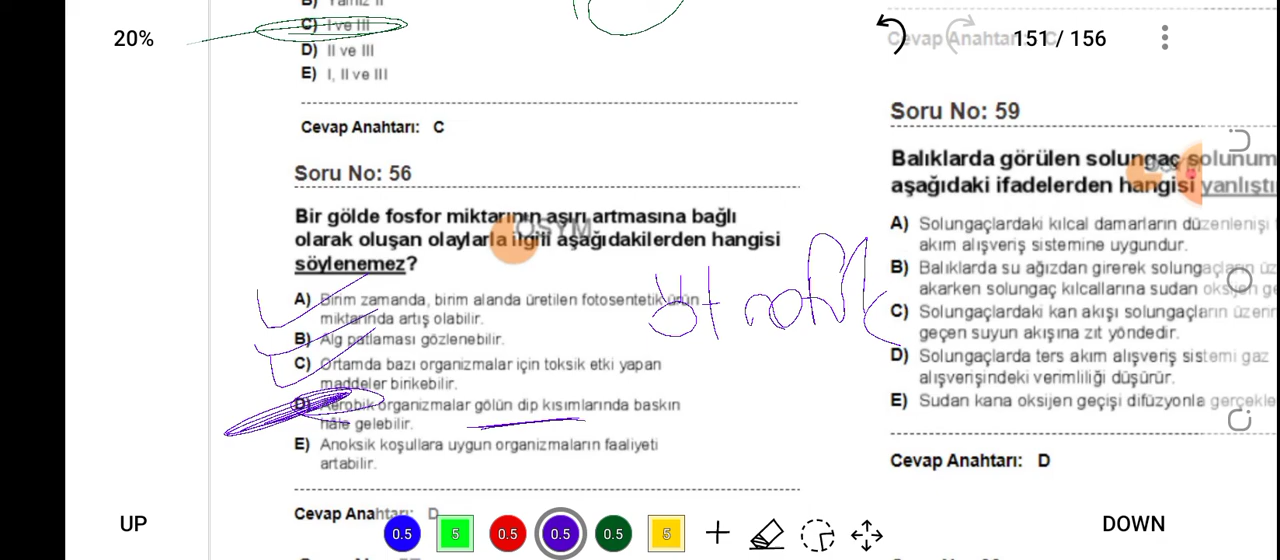 20%
B) Yalnız II
C) I ve III
D) II ve III
E) I, II ve III
Cevap Anahtarı: C
Soru No: 56
Bir gölde fosfor miktarının aşırı artmasına bağlı
olarak oluşan olaylarla ilgili aşağıdakilerden hangisi
söylenemez?
ÖSYM
A) Birim zamanda, birim alanda üretilen fotosentetik ürün
miktarında artış olabilir.
B) Alg patlaması gözlenebilir.
C) Ortamda bazı organizmalar için toksik etki yapan
maddeler birikebilir.
D) Aerobik organizmalar gölün dip kısımlarında baskın
hâle gelebilir.
E) Anoksik koşullara uygun organizmaların faaliyeti
artabilir.
Cevap Anahtarı: D
ötrofik
Cevap Anahtarı: C
151 / 156
Soru No: 59
Balıklarda görülen solungaç solunum
aşağıdaki ifadelerden hangisi yanlıştı
A) Solungaçlardaki kılcal damarların düzenlenişi
akım alışveriş sistemine uygundur.
B) Balıklarda su ağızdan girerek solungaçların üz
akarken solungaç kılcallarına sudan oksijen ge
C) Solungaçlardaki kan akışı solungaçların üzerin
geçen suyun akışına zıt yöndedir.
D) Solungaçlarda ters akım alışveriş sistemi gaz
alışverişindeki verimliliği düşürür.
E) Sudan kana oksijen geçişi difüzyonla gerçekle
Cevap Anahtarı: D
UP
0.5
5
0.5
0.5
0.5
5
DOWN